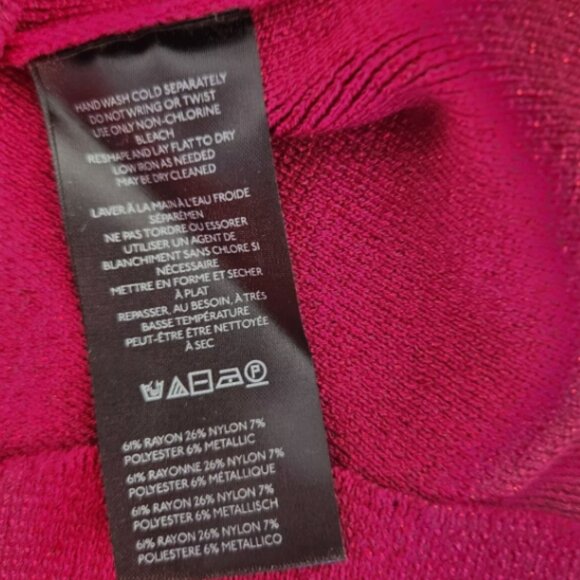 HAND WASH COLD SEPARATELY
DO NOT WRING OR TWIST
USE ONLY NON-CHLORINE
BLEACH
RESHAPE AND LAY FLAT TO DRY
LOW IRON AS NEEDED
MAY BE DRY CLEANED
LAVER À LA MAIN À L'EAU FROIDE
SÉPARÉMEN
NE PAS TORDRE OU ESSORER
UTILISER UN AGENT DE
BLANCHIMENT SANS CHLORE SI
NÉCESSAIRE
METTRE EN FORME ET SECHER
À PLAT
REPASSER, AU BESOIN, À TRÉS
BASSE TEMPÉRATURE
PEUT-ÊTRE ÊTRE NETTOYÉE
À SEC
P
61% RAYON 26% NYLON 7%
POLYESTER 6% METALLIC
61% RAYONNE 26% NYLON 7%
POLYESTER 6% MÉTALLIQUE
61% RAYON 26% NYLON 7%
POLYESTER 6% METALLISCH
61% RAYON 26% NYLON 7%
POLIESTERE 6% METALLICO